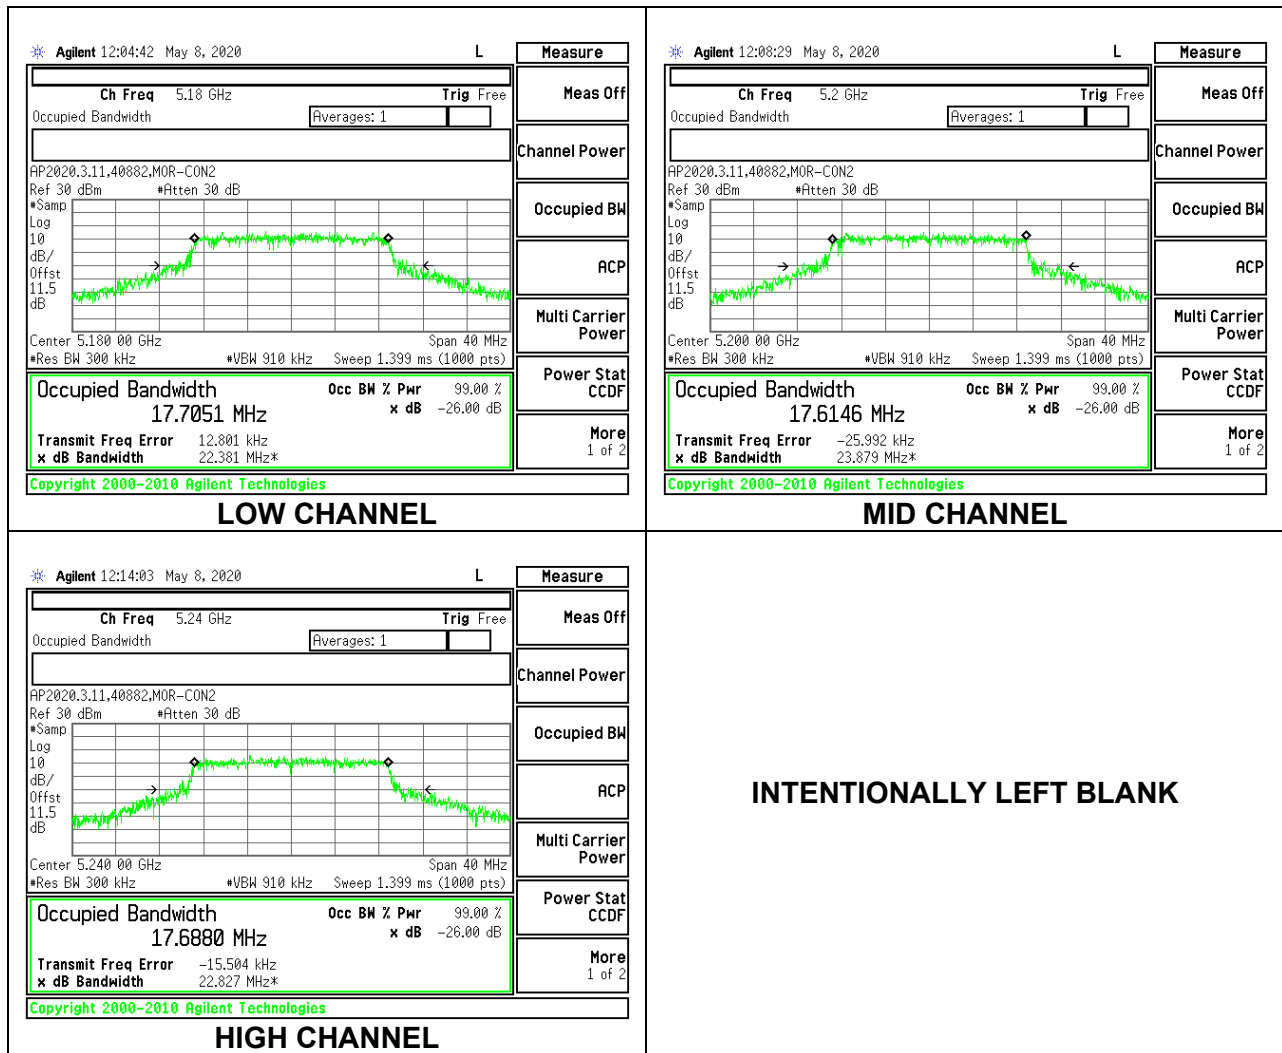 Agilent 12:04:42 May 8, 2020 L Measure
Ch Freq 5.18 GHz Trig Free Meas Off
Occupied Bandwidth Averages: 1
Channel Power
AP2020.3.11,40882,MOR-CON2
Ref 30 dBm #Atten 30 dB
#Samp Occupied BW
Log
10
dB/ ACP
Offst
11.5
dB
Multi Carrier
Power
Center 5.180 00 GHz Span 40 MHz
#Res BW 300 kHz #VBW 910 kHz Sweep 1.399 ms (1000 pts)
Power Stat
CCDF
Occupied Bandwidth Occ BW % Pwr 99.00 %
17.7051 MHz x dB -26.00 dB
Transmit Freq Error 12.801 kHz More
x dB Bandwidth 22.381 MHz* 1 of 2
Copyright 2000-2010 Agilent Technologies
LOW CHANNEL
Agilent 12:08:29 May 8, 2020 L Measure
Ch Freq 5.2 GHz Trig Free Meas Off
Occupied Bandwidth Averages: 1
Channel Power
AP2020.3.11,40882,MOR-CON2
Ref 30 dBm #Atten 30 dB
#Samp Occupied BW
Log
10
dB/ ACP
Offst
11.5
dB
Multi Carrier
Power
Center 5.200 00 GHz Span 40 MHz
#Res BW 300 kHz #VBW 910 kHz Sweep 1.399 ms (1000 pts)
Power Stat
CCDF
Occupied Bandwidth Occ BW % Pwr 99.00 %
17.6146 MHz x dB -26.00 dB
Transmit Freq Error -25.992 kHz More
x dB Bandwidth 23.879 MHz* 1 of 2
Copyright 2000-2010 Agilent Technologies
MID CHANNEL
Agilent 12:14:03 May 8, 2020 L Measure
Ch Freq 5.24 GHz Trig Free Meas Off
Occupied Bandwidth Averages: 1
Channel Power
AP2020.3.11,40882,MOR-CON2
Ref 30 dBm #Atten 30 dB
#Samp Occupied BW
Log
10
dB/ ACP
Offst
11.5
dB
Multi Carrier
Power
Center 5.240 00 GHz Span 40 MHz
#Res BW 300 kHz #VBW 910 kHz Sweep 1.399 ms (1000 pts)
Power Stat
CCDF
Occupied Bandwidth Occ BW % Pwr 99.00 %
17.6880 MHz x dB -26.00 dB
Transmit Freq Error -15.504 kHz More
x dB Bandwidth 22.827 MHz* 1 of 2
Copyright 2000-2010 Agilent Technologies
HIGH CHANNEL
INTENTIONALLY LEFT BLANK